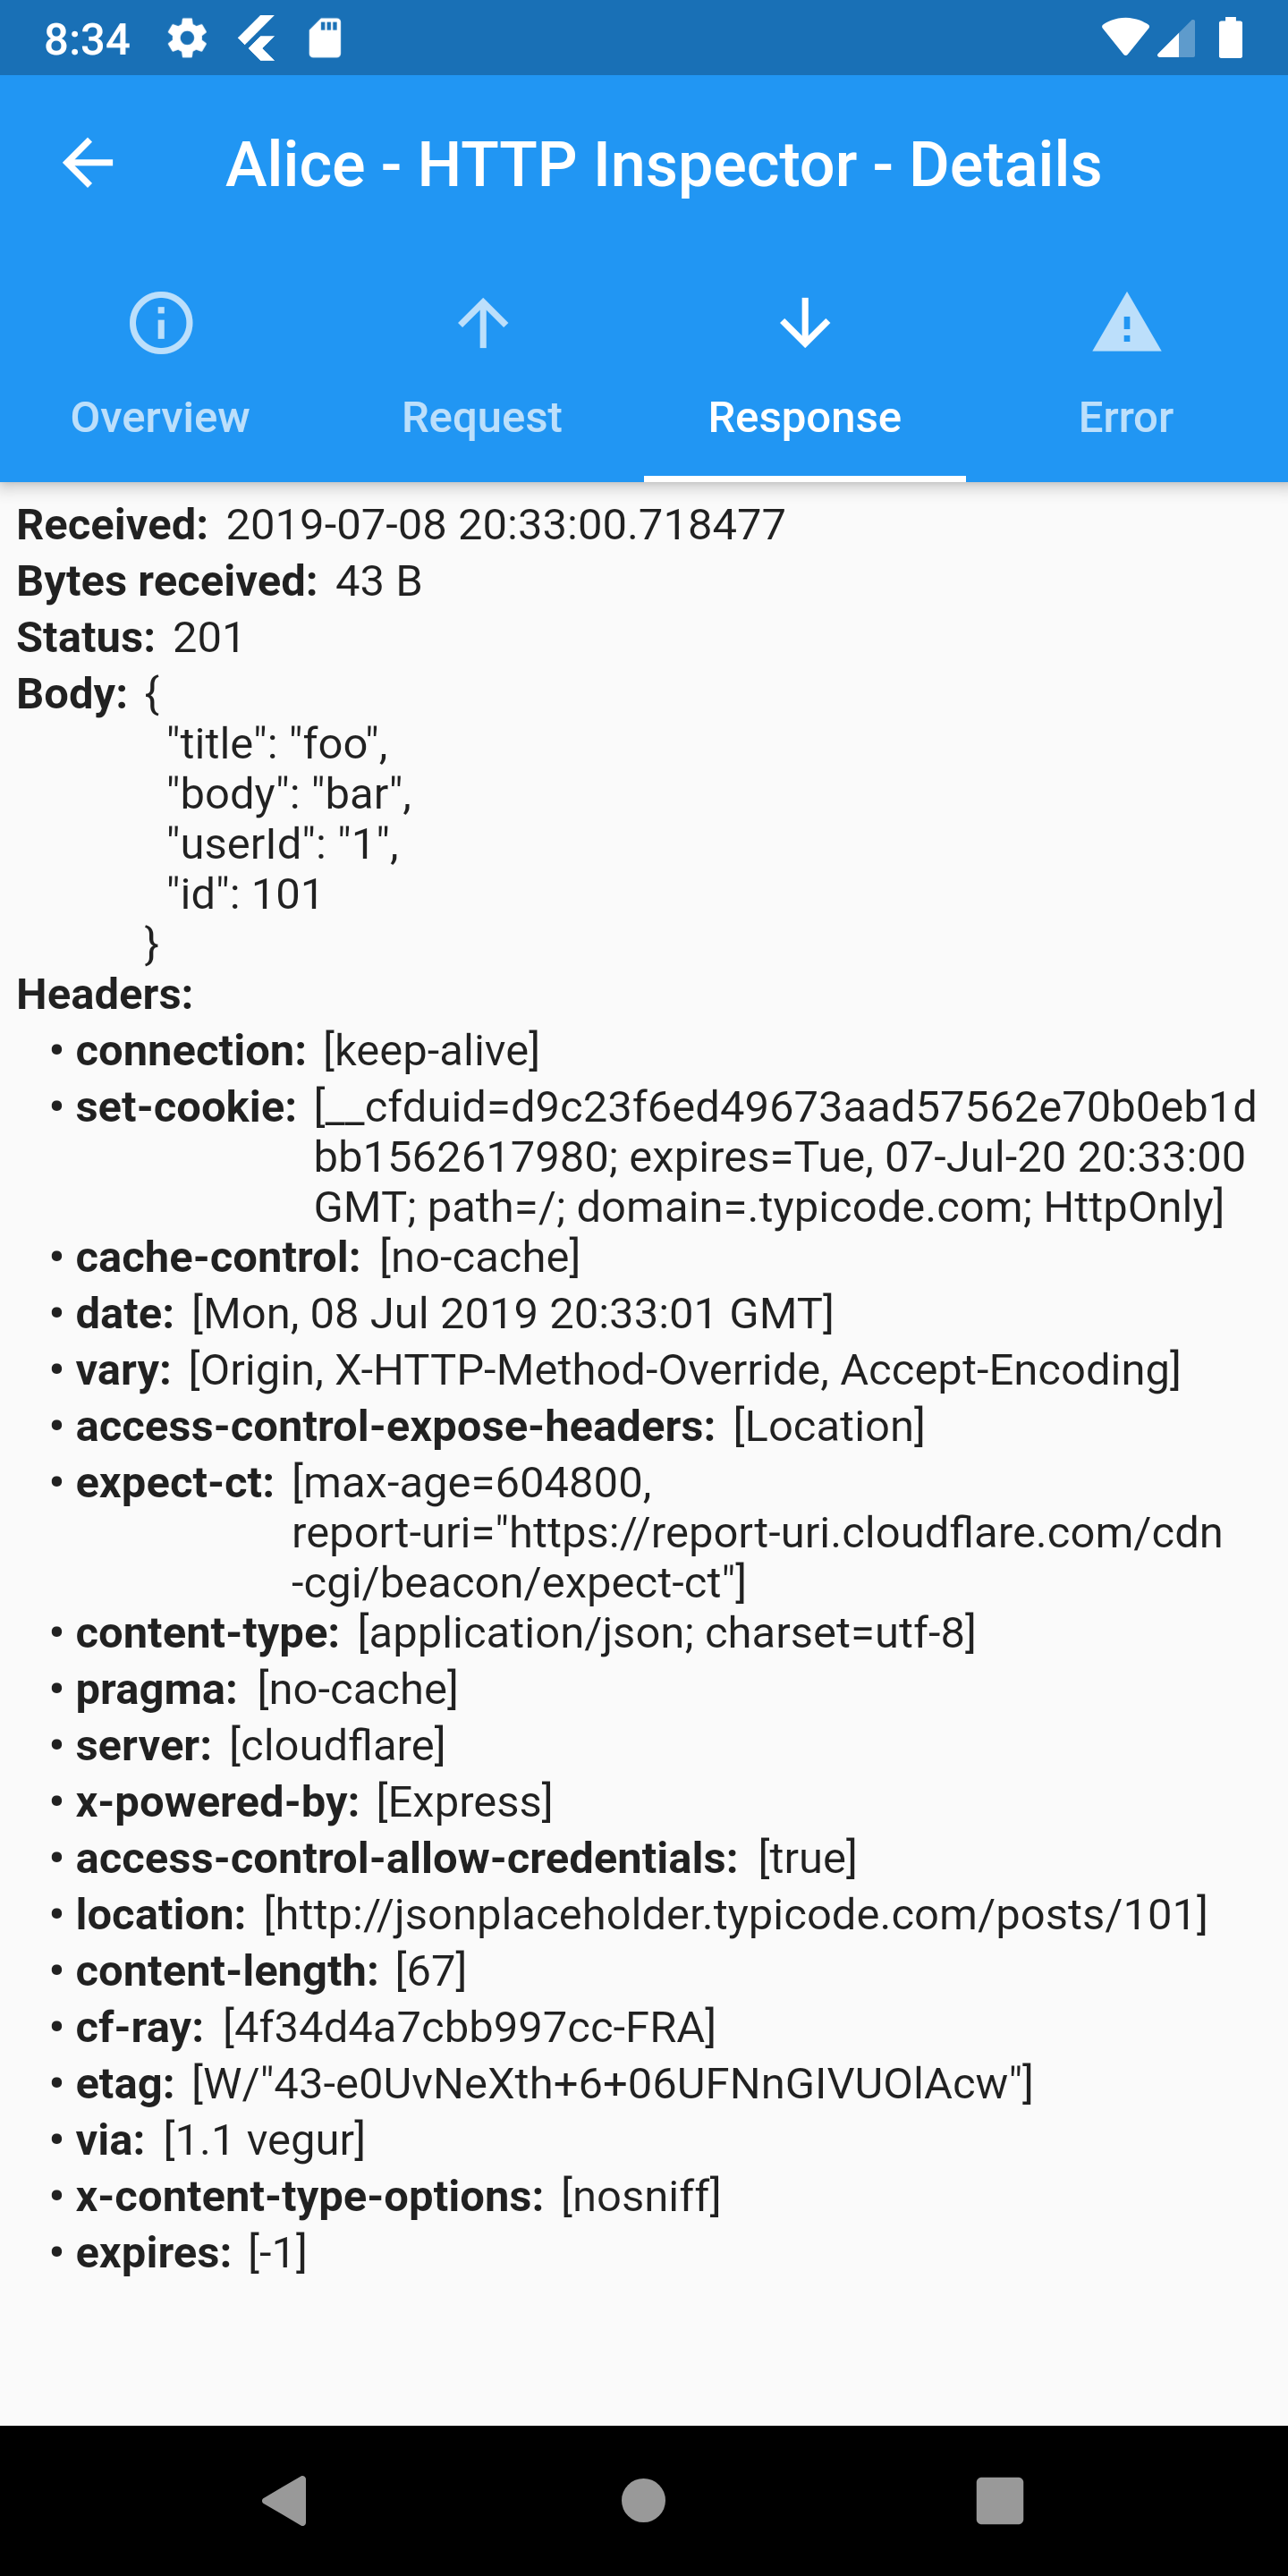 8:34
Alice - HTTP Inspector - Details
Overview Request Response Error
Received: 2019-07-08 20:33:00.718477
Bytes received: 43 B
Status: 201
Body: {
"title": "foo",
"body": "bar",
"userId": "1",
"id": 101
}
Headers:
• connection: [keep-alive]
• set-cookie: [__cfduid=d9c23f6ed49673aad57562e70b0eb1d
bb1562617980; expires=Tue, 07-Jul-20 20:33:00
GMT; path=/; domain=.typicode.com; HttpOnly]
• cache-control: [no-cache]
• date: [Mon, 08 Jul 2019 20:33:01 GMT]
• vary: [Origin, X-HTTP-Method-Override, Accept-Encoding]
• access-control-expose-headers: [Location]
• expect-ct: [max-age=604800,
report-uri="https://report-uri.cloudflare.com/cdn
-cgi/beacon/expect-ct"]
• content-type: [application/json; charset=utf-8]
• pragma: [no-cache]
• server: [cloudflare]
• x-powered-by: [Express]
• access-control-allow-credentials: [true]
• location: [http://jsonplaceholder.typicode.com/posts/101]
• content-length: [67]
• cf-ray: [4f34d4a7cbb997cc-FRA]
• etag: [W/"43-e0UvNeXth+6+06UFNnGIVUOlAcw"]
• via: [1.1 vegur]
• x-content-type-options: [nosniff]
• expires: [-1]